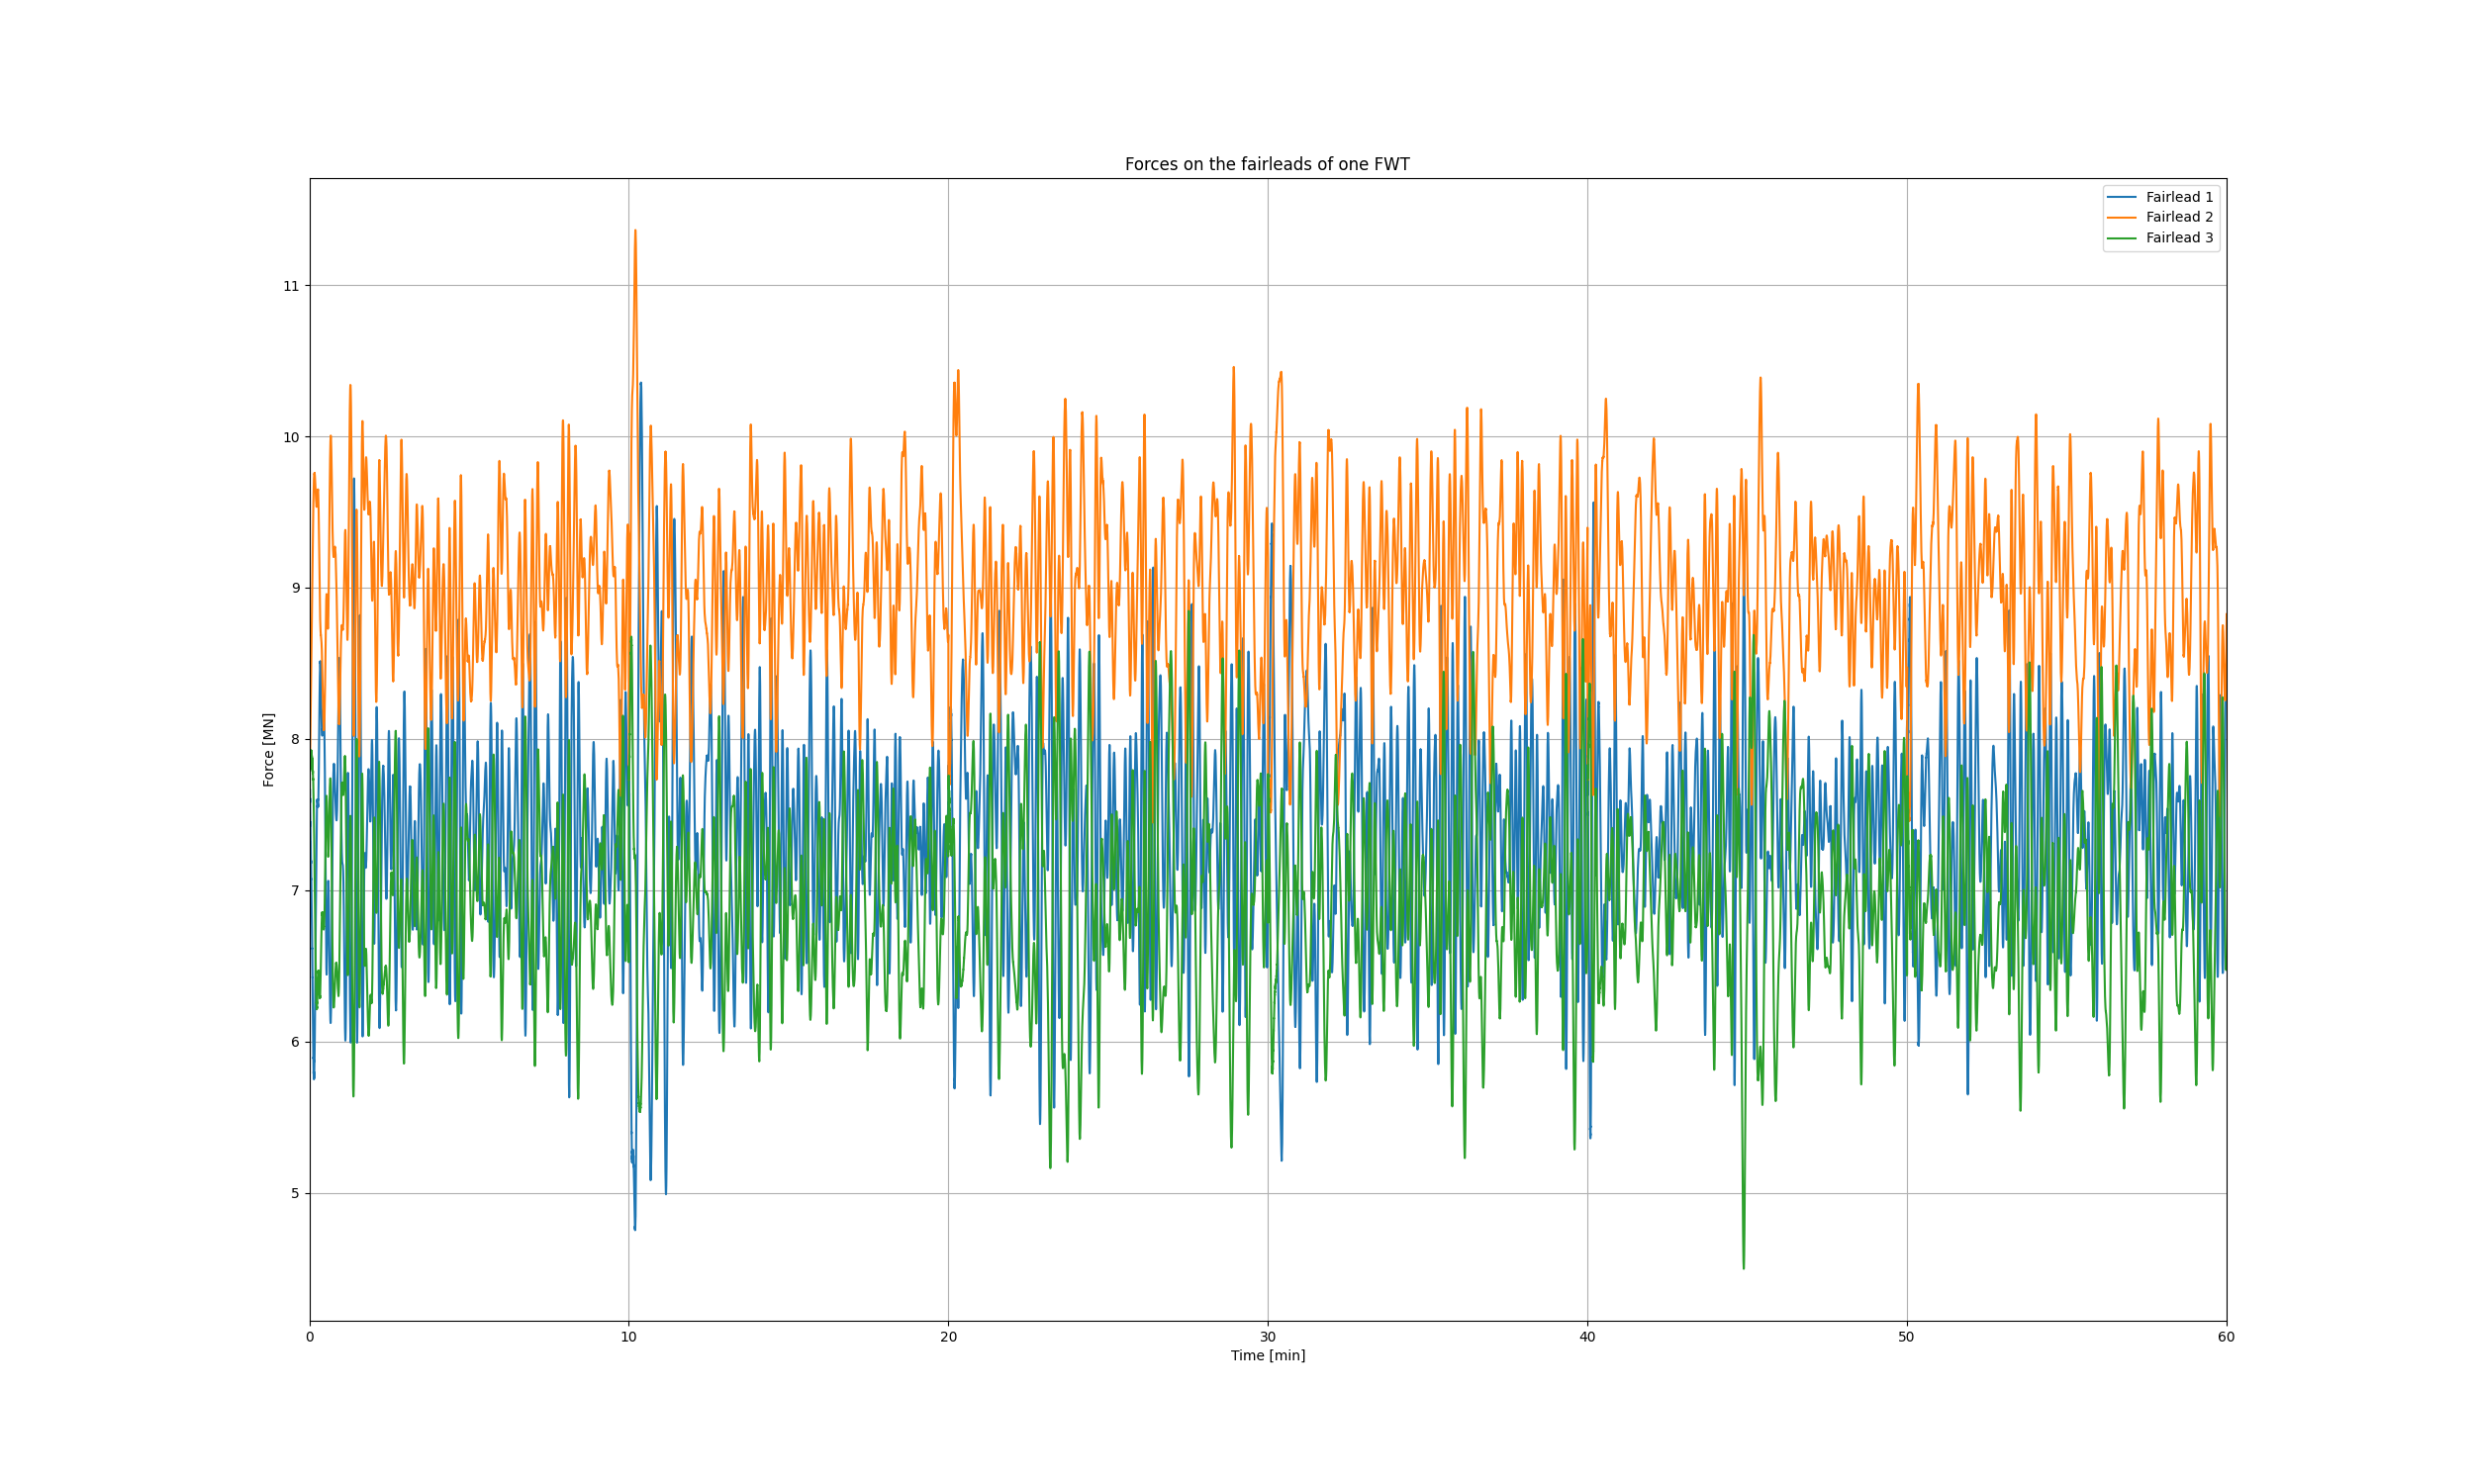 Forces on the fairleads of one FWT
Fairlead 1
Fairlead 2
Fairlead 3
Force [MN]
11
10
9
8
7
6
5
0 10 20 30 40 50 60
Time [min]